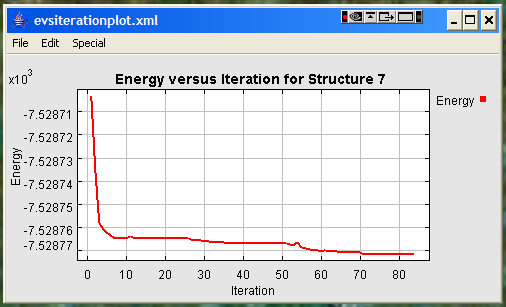 evsiterationplot.xml
File Edit Special
x10³
Energy versus Iteration for Structure 7
Energy
-7.52871
-7.52872
-7.52873
-7.52874
-7.52875
-7.52876
-7.52877
Energy
0 10 20 30 40 50 60 70 80
Iteration